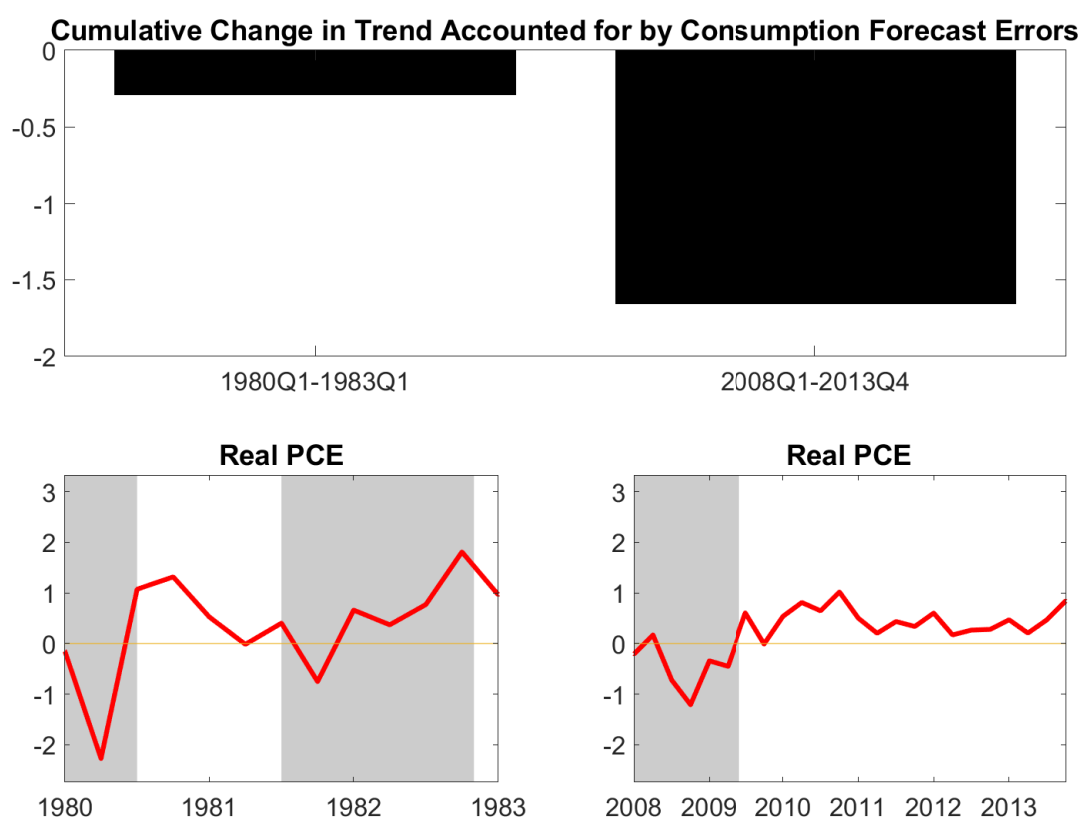 Cumulative Change in Trend Accounted for by Consumption Forecast Errors
0
-0.5
-1
-1.5
-2
1980Q1-1983Q1 2008Q1-2013Q4
Real PCE
3
2
1
0
-1
-2
1980 1981 1982 1983
Real PCE
3
2
1
0
-1
-2
2008 2009 2010 2011 2012 2013